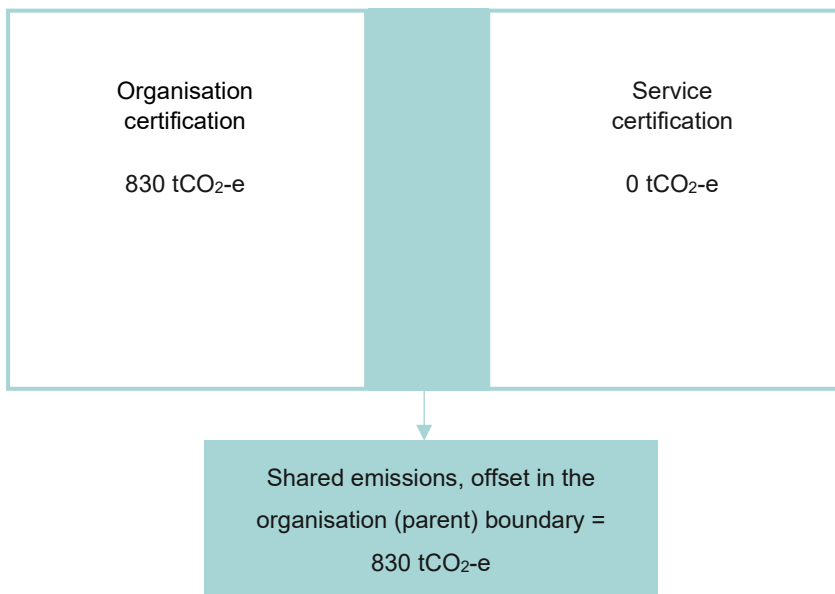 Organisation
certification
830 tCO₂-e
Service
certification
0 tCO₂-e
Shared emissions, offset in the
organisation (parent) boundary =
830 tCO₂-e